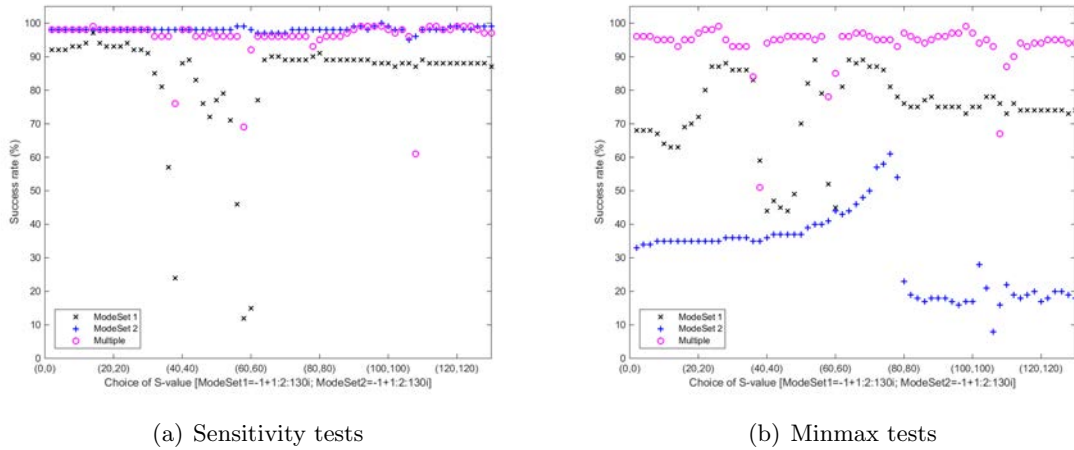 100
90
80
70
60
50
40
30
20
10
0
Success rate (%)
ModeSet 1
ModeSet 2
Multiple
(0,0) (20,20) (40,40) (60,60) (80,80) (100,100) (120,120)
Choice of S-value [ModeSet1=-1+1:2:130i; ModeSet2=-1+1:2:130i]
(a) Sensitivity tests
100
90
80
70
60
50
40
30
20
10
0
Success rate (%)
ModeSet 1
ModeSet 2
Multiple
(0,0) (20,20) (40,40) (60,60) (80,80) (100,100) (120,120)
Choice of S-value [ModeSet1=-1+1:2:130i; ModeSet2=-1+1:2:130i]
(b) Minmax tests